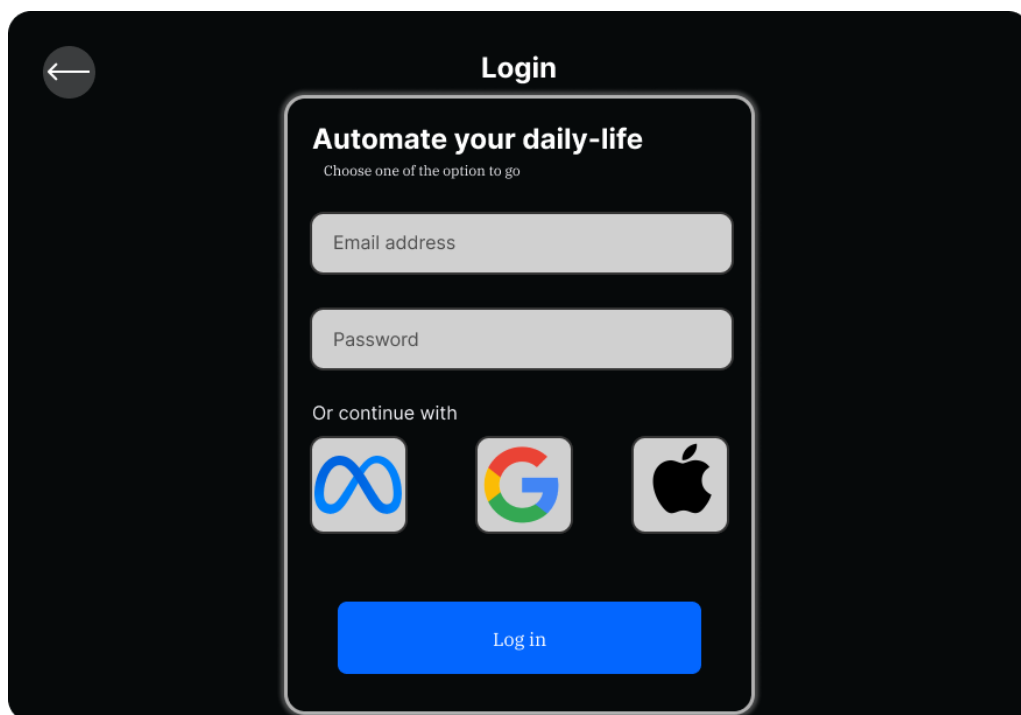 Login
Automate your daily-life
Choose one of the option to go
Email address
Password
Or continue with
Log in